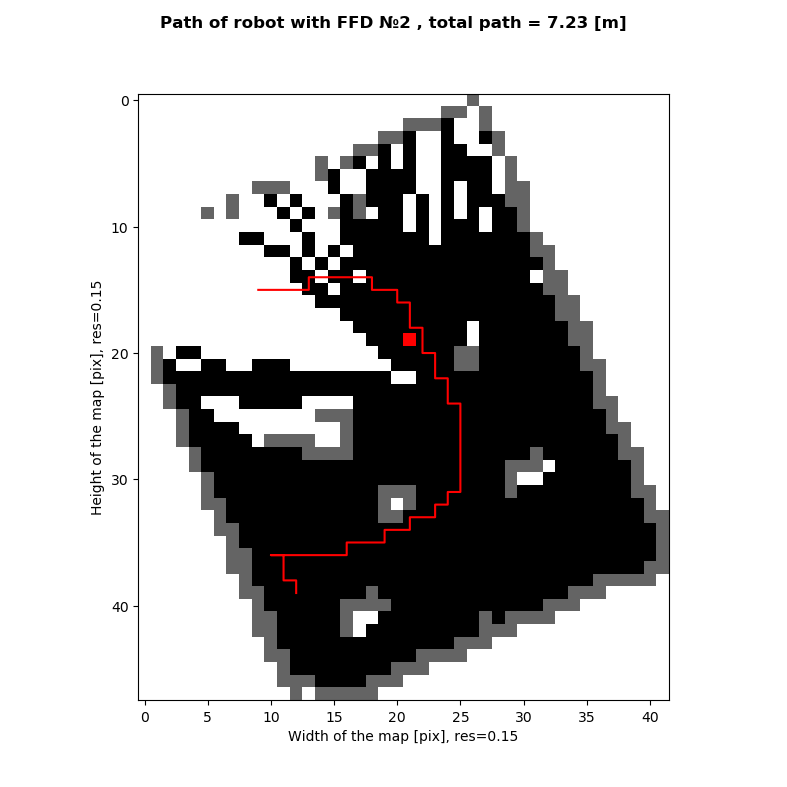 Path of robot with FFD №2 , total path = 7.23 [m]
0
10
20
30
40
Height of the map [pix], res=0.15
0 5 10 15 20 25 30 35 40
Width of the map [pix], res=0.15